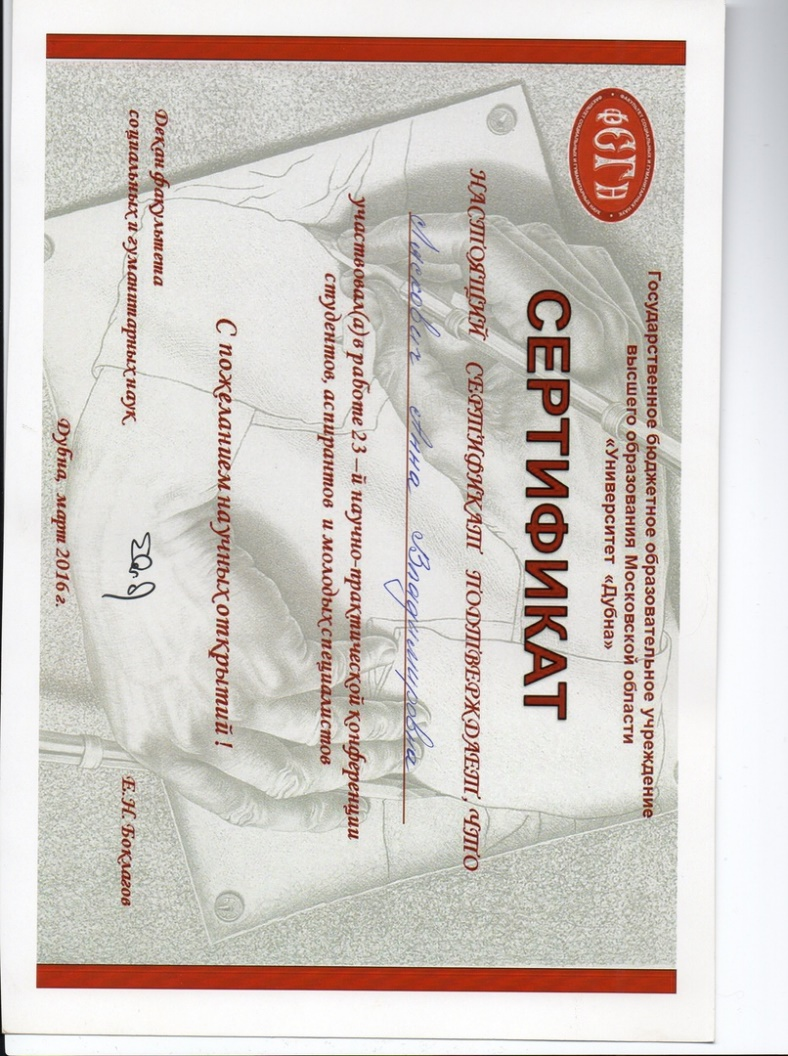 ФСГН
Государственное бюджетное образовательное учреждение
высшего образования Московской области
«Университет «Дубна»
СЕРТИФИКАТ
НАСТОЯЩИЙ СЕРТИФИКАТ ПОДТВЕРЖДАЕТ, ЧТО
Анна Владимировна
участвовал(а) в работе 23 –й научно-практической конференции
студентов, аспирантов и молодых специалистов
С пожеланием научных открытий !
Декан факультета
социальных и гуманитарных наук
Е.Н. Боклагов
Дубна, март 2016 г.